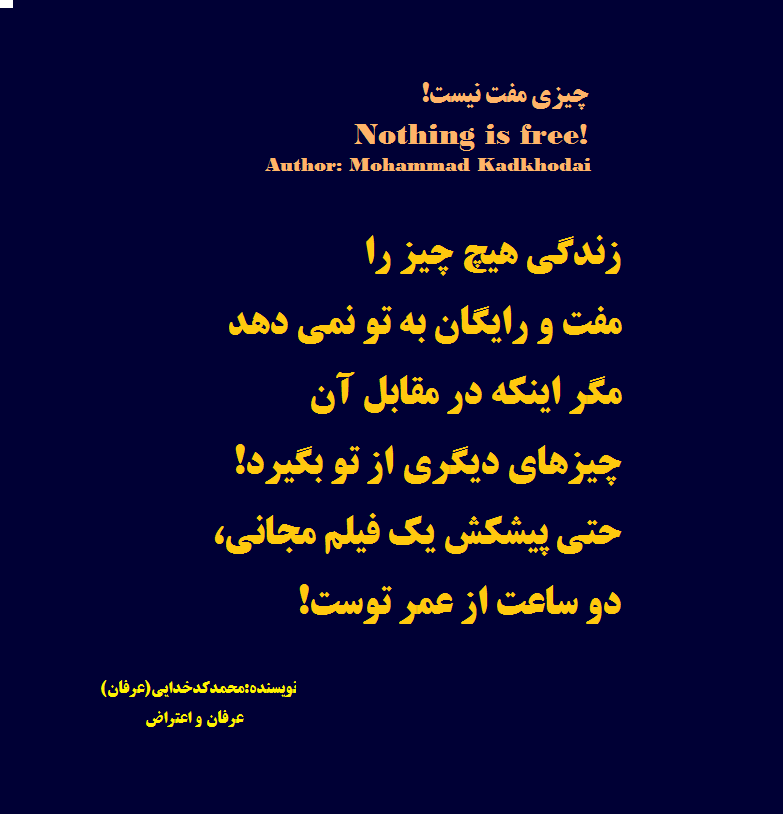 چیزی مفت نیست!
Nothing is free!
Author: Mohammad Kadkhodai
زندگی هیچ چیز را
مفت و رایگان به تو نمی دهد
مگر اینکه در مقابل آن
چیزهای دیگری از تو بگیرد!
حتی پیشکش یک فیلم مجانی،
دو ساعت از عمر توست!
نویسنده:محمدکدخدایی(عرفان)
عرفان و اعتراض